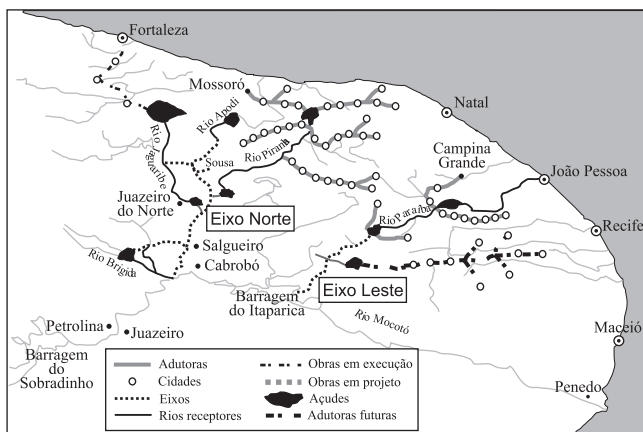 Fortaleza
Mossoró
Rio Apodi
Natal
Rio Jaguaribe
Sousa
Rio Piranha
Campina
Grande
João Pessoa
Juazeiro
do Norte
Eixo Norte
Rio Paraíba
Recife
Salgueiro
Rio Brigida
Cabrobó
Eixo Leste
Barragem
do Itaparica
Rio Mocotó
Petrolina
Juazeiro
Maceió
Barragem
do
Sobradinho
Penedo
Adutoras
Cidades
Eixos
Rios receptores
Obras em execução
Obras em projeto
Açudes
Adutoras futuras